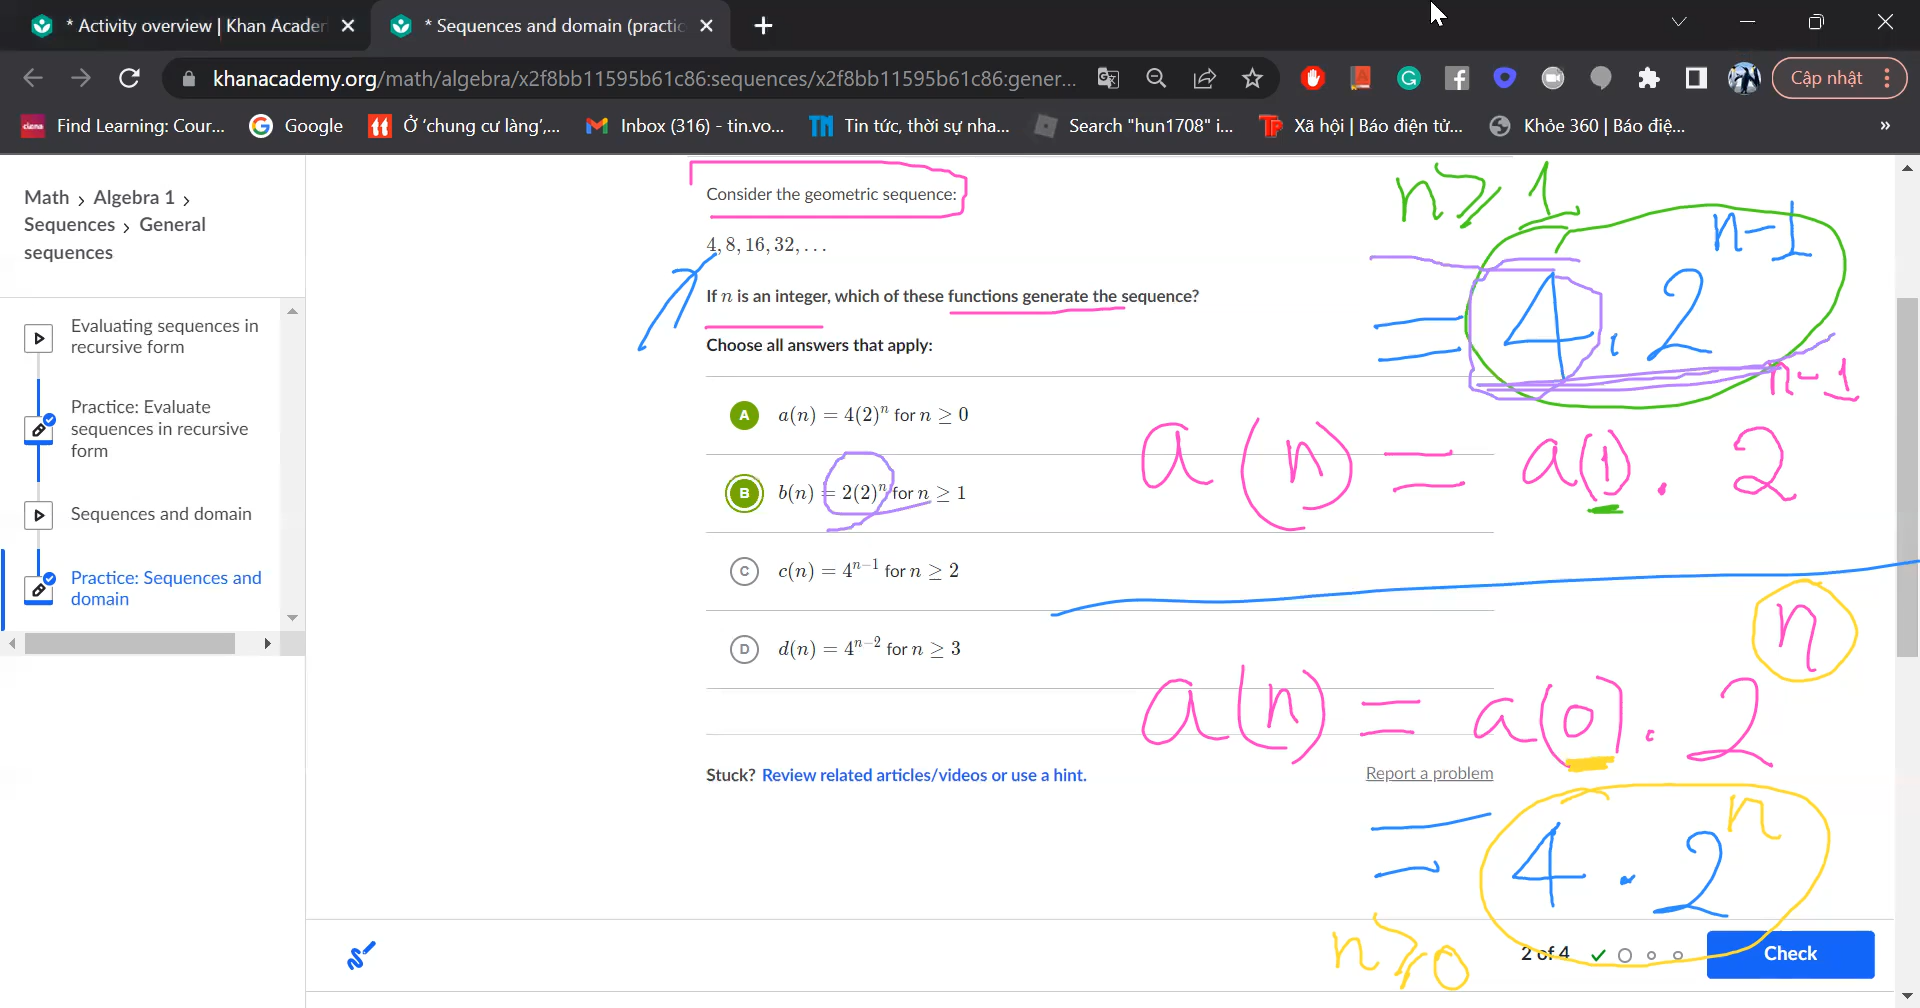 * Activity overview | Khan Acader
* Sequences and domain (practic
khanacademy.org/math/algebra/x2f8bb11595b61c86:sequences/x2f8bb11595b61c86:gener...
Cập nhật
ciena Find Learning: Cour...
Google
Ở 'chung cư làng',...
Inbox (316) - tin.vo...
Tin tức, thời sự nha...
Search "hun1708" i...
Xã hội | Báo điện tử...
Khỏe 360 | Báo điệ...
»
Math > Algebra 1 >
Sequences > General
sequences
Evaluating sequences in
recursive form
Practice: Evaluate
sequences in recursive
form
Sequences and domain
Practice: Sequences and
domain
Consider the geometric sequence:
4, 8, 16, 32, ...
If n is an integer, which of these functions generate the sequence?
Choose all answers that apply:
A a(n) = 4(2)^n for n ≥ 0
B b(n) = 2(2)^n for n ≥ 1
C c(n) = 4^{n-1} for n ≥ 2
D d(n) = 4^{n-2} for n ≥ 3
Stuck? Review related articles/videos or use a hint.
Report a problem
n ≥ 1
= 4 . 2^{n-1}
a(n) = a(1) . 2^{n-1}
a(n) = a(0) . 2^n
= 4 . 2^n
n ≥ 0
2 of 4
Check